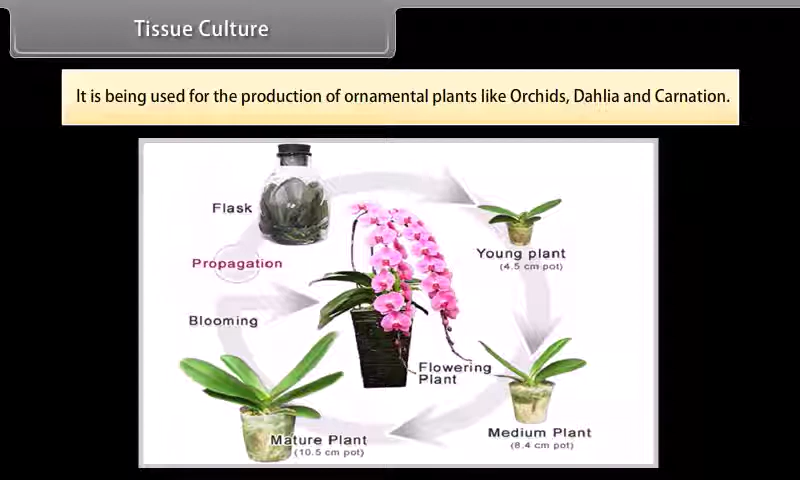 Tissue Culture
It is being used for the production of ornamental plants like Orchids, Dahlia and Carnation.
Flask
Young plant
(4.5 cm pot)
Propagation
Blooming
Flowering
Plant
Medium Plant
(8.4 cm pot)
Mature Plant
(10.5 cm pot)